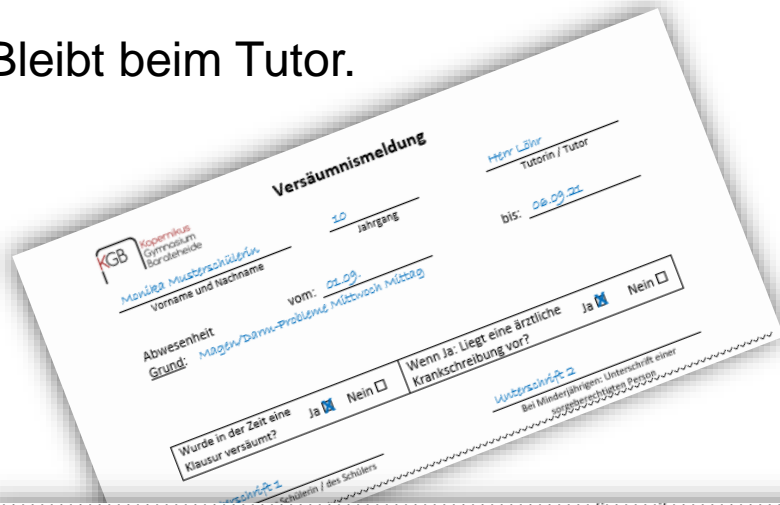 Bleibt beim Tutor.
Versäumnismeldung
KGB Kopernikus
Gymnasium
Bargteheide
Monika Musterschülerin
Vorname und Nachname
10
Jahrgang
Herr Löhr
Tutorin / Tutor
Abwesenheit vom: 01.09. bis: 06.09.21
Grund: Magen/Darm-Probleme Mittwoch Mittag
Wurde in der Zeit eine
Klausur versäumt?
Ja Nein
Wenn Ja: Liegt eine ärztliche
Krankschreibung vor?
Ja Nein
Unterschrift 2
Bei Minderjährigen: Unterschrift einer
sorgeberechtigten Person
Schülerin / des Schülers